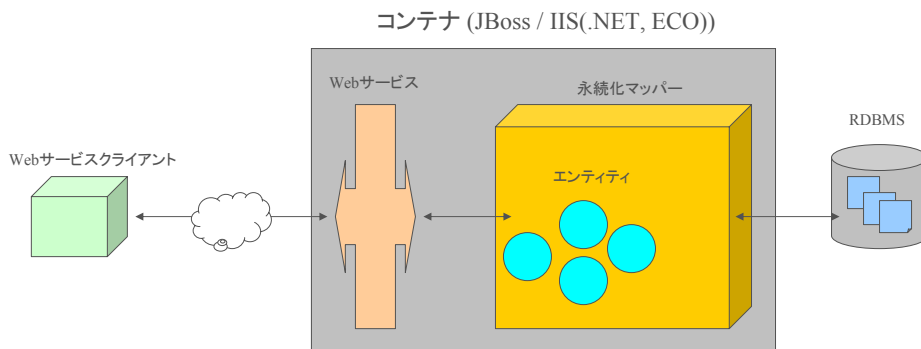 コンテナ (JBoss / IIS(.NET, ECO))
Webサービス
永続化マッパー
RDBMS
Webサービスクライアント
エンティティ